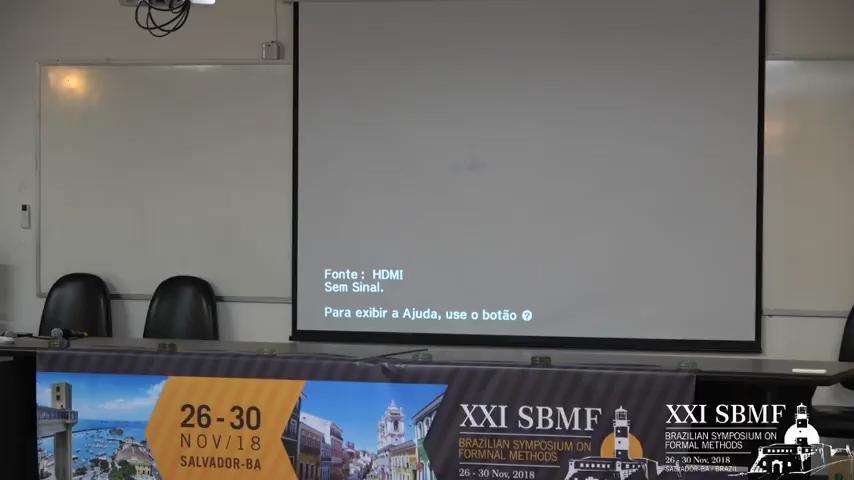 Fonte : HDMI
Sem Sinal.
Para exibir a Ajuda, use o botão ?
26 - 30
NOV/18
SALVADOR-BA
XXI SBMF
BRAZILIAN SYMPOSIUM ON
FORMNAL METHODS
26 - 30 Nov, 2018
XXI SBMF
BRAZILIAN SYMPOSIUM ON
FORMAL METHODS
26 - 30 Nov, 2018
SALVADOR-BA / BRAZIL